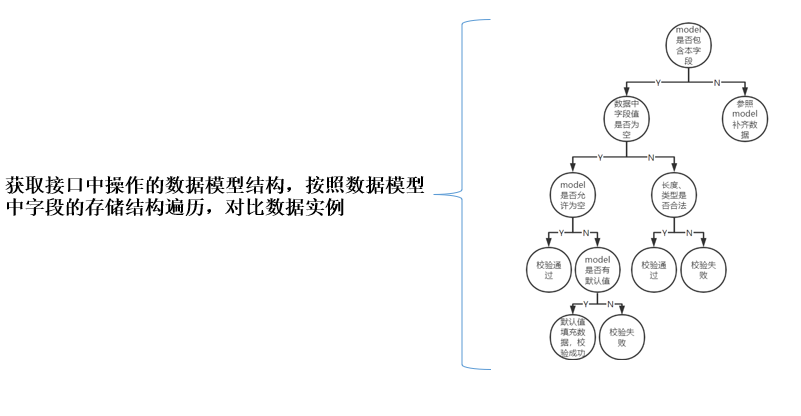 获取接口中操作的数据模型结构，按照数据模型
中字段的存储结构遍历，对比数据实例
model
是否包
含本字
段
Y
N
数据中
字段值
是否为
空
参照
model
补齐数
据
Y
N
model
是否允
许为空
长度、
类型是
否合法
Y
N
Y
N
校验通
过
model
是否有
默认值
校验通
过
校验失
败
Y
N
默认值
填充数
据，校
验成功
校验失
败